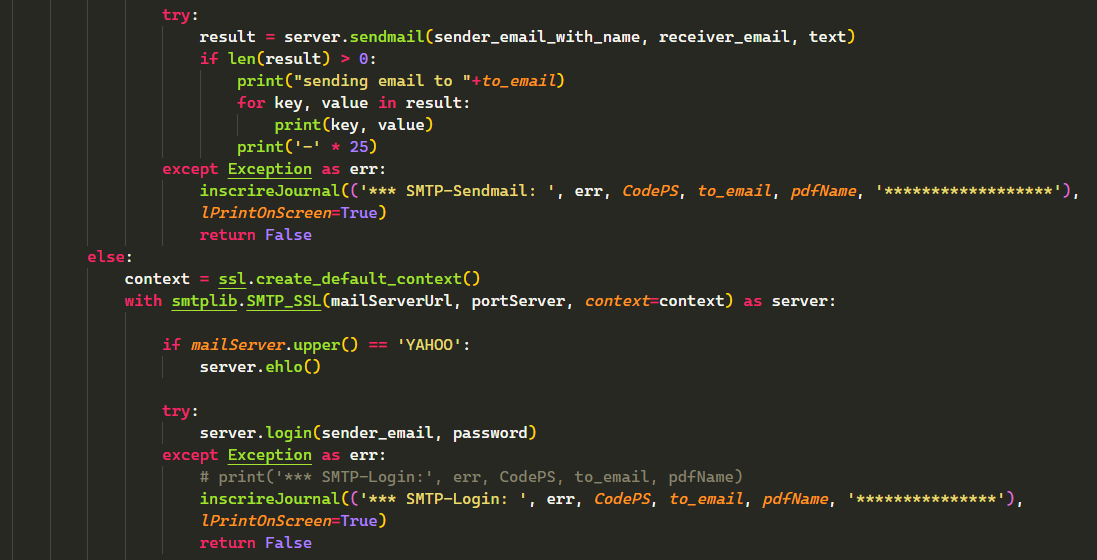 try:
result = server.sendmail(sender_email_with_name, receiver_email, text)
if len(result) > 0:
print("sending email to "+to_email)
for key, value in result:
print(key, value)
print('-' * 25)
except Exception as err:
inscrireJournal(('*** SMTP-Sendmail: ', err, CodePS, to_email, pdfName, '******************'),
lPrintOnScreen=True)
return False
else:
context = ssl.create_default_context()
with smtplib.SMTP_SSL(mailServerUrl, portServer, context=context) as server:
if mailServer.upper() == 'YAHOO':
server.ehlo()
try:
server.login(sender_email, password)
except Exception as err:
# print('*** SMTP-Login:', err, CodePS, to_email, pdfName)
inscrireJournal(('*** SMTP-Login: ', err, CodePS, to_email, pdfName, '***************'),
lPrintOnScreen=True)
return False